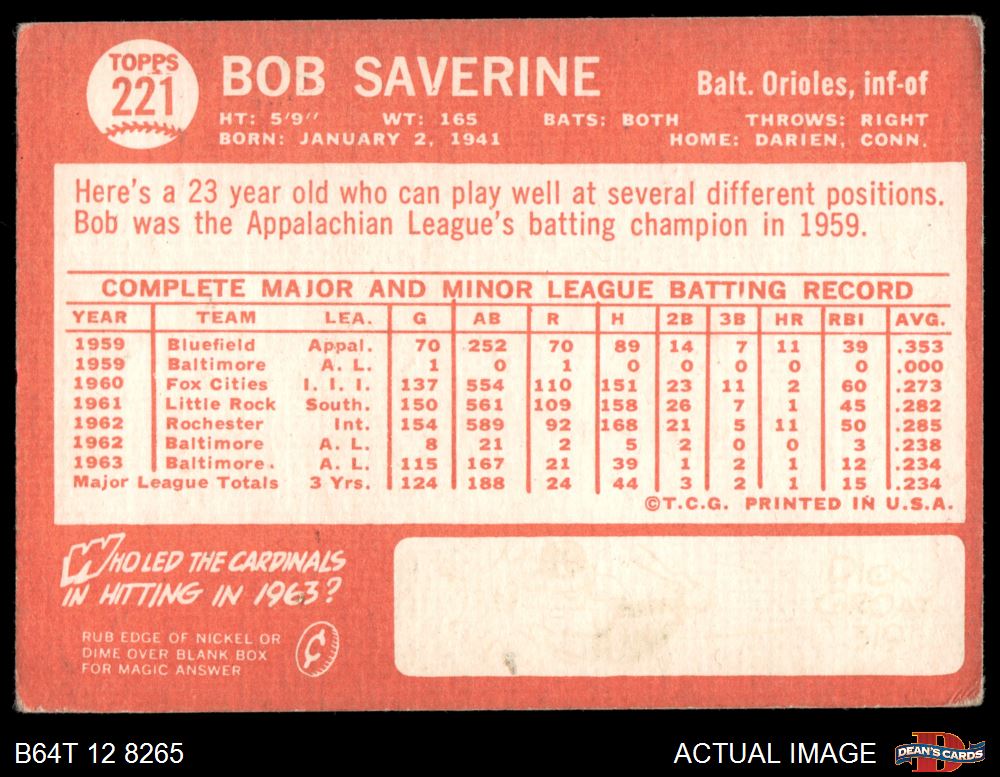 TOPPS
221
BOB SAVERINE
Balt. Orioles, inf-of
HT: 5'9" WT: 165 BATS: BOTH THROWS: RIGHT
BORN: JANUARY 2, 1941 HOME: DARIEN, CONN.
Here's a 23 year old who can play well at several different positions.
Bob was the Appalachian League's batting champion in 1959.
COMPLETE MAJOR AND MINOR LEAGUE BATTING RECORD
YEAR TEAM LEA. G AB R H 2B 3B HR RBI AVG.
1959 Bluefield Appal. 70 252 70 89 14 7 11 39 .353
1959 Baltimore A. L. 1 0 1 0 0 0 0 0 .000
1960 Fox Cities I. I. I. 137 554 110 151 23 11 2 60 .273
1961 Little Rock South. 150 561 109 158 26 7 1 45 .282
1962 Rochester Int. 154 589 92 168 21 5 11 50 .285
1962 Baltimore A. L. 8 21 2 5 2 0 0 3 .238
1963 Baltimore. A. L. 115 167 21 39 1 2 1 12 .234
Major League Totals 3 Yrs. 124 188 24 44 3 2 1 15 .234
©T.C.G. PRINTED IN U.S.A.
WHO LED THE CARDINALS
IN HITTING IN 1963?
RUB EDGE OF NICKEL OR
DIME OVER BLANK BOX
FOR MAGIC ANSWER
¢
DICK
B64T 12 8265
ACTUAL IMAGE
DEAN'S CARDS